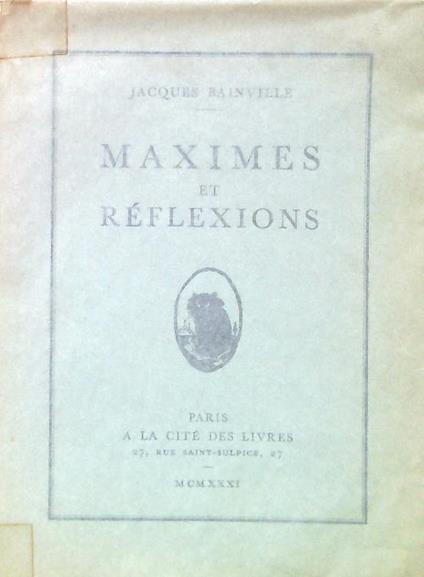 JACQUES BAINVILLE
MAXIMES
ET
RÉFLEXIONS
PARIS
A LA CITÉ DES LIVRES
27, RUE SAINT-SULPICE, 27
MCMXXXI